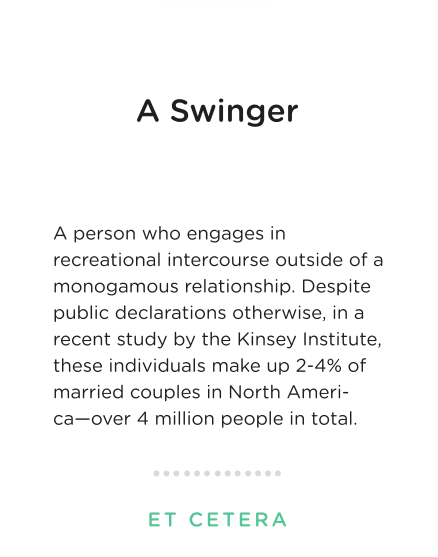 A Swinger
A person who engages in
recreational intercourse outside of a
monogamous relationship. Despite
public declarations otherwise, in a
recent study by the Kinsey Institute,
these individuals make up 2-4% of
married couples in North Ameri-
ca—over 4 million people in total.
ET CETERA